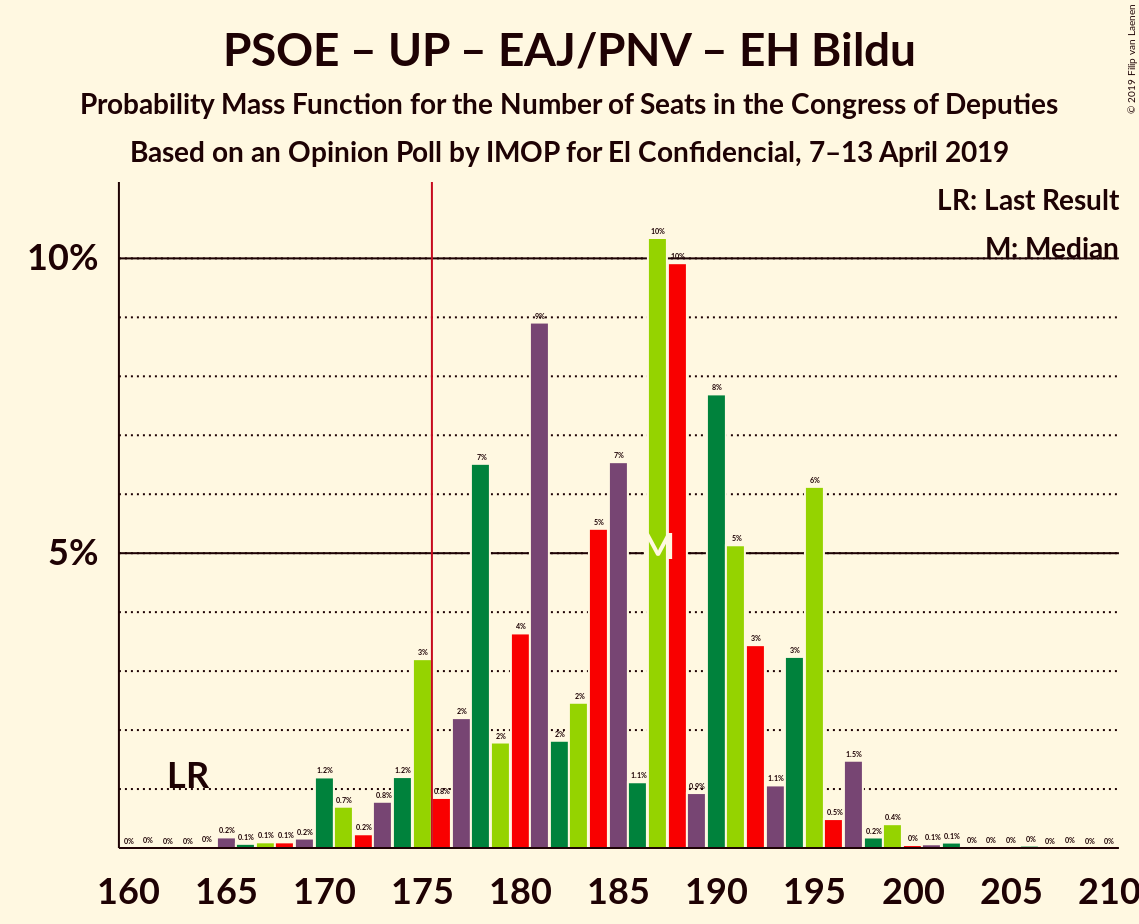 PSOE – UP – EAJ/PNV – EH Bildu
Probability Mass Function for the Number of Seats in the Congress of Deputies
Based on an Opinion Poll by IMOP for El Confidencial, 7–13 April 2019
© 2019 Filip van Laenen
LR: Last Result
M: Median
10%
5%
LR
M
0% 0% 0% 0% 0% 0.2% 0.1% 0.1% 0.1% 0.2% 1.2% 0.7% 0.2% 0.8% 1.2% 3% 0.8% 2% 7% 2% 4% 9% 2% 2% 5% 7% 1.1% 10% 10% 0.9% 8% 5% 3% 1.1% 3% 6% 0.5% 1.5% 0.2% 0.4% 0% 0.1% 0.1% 0% 0% 0% 0% 0% 0% 0% 0%
160 165 170 175 180 185 190 195 200 205 210